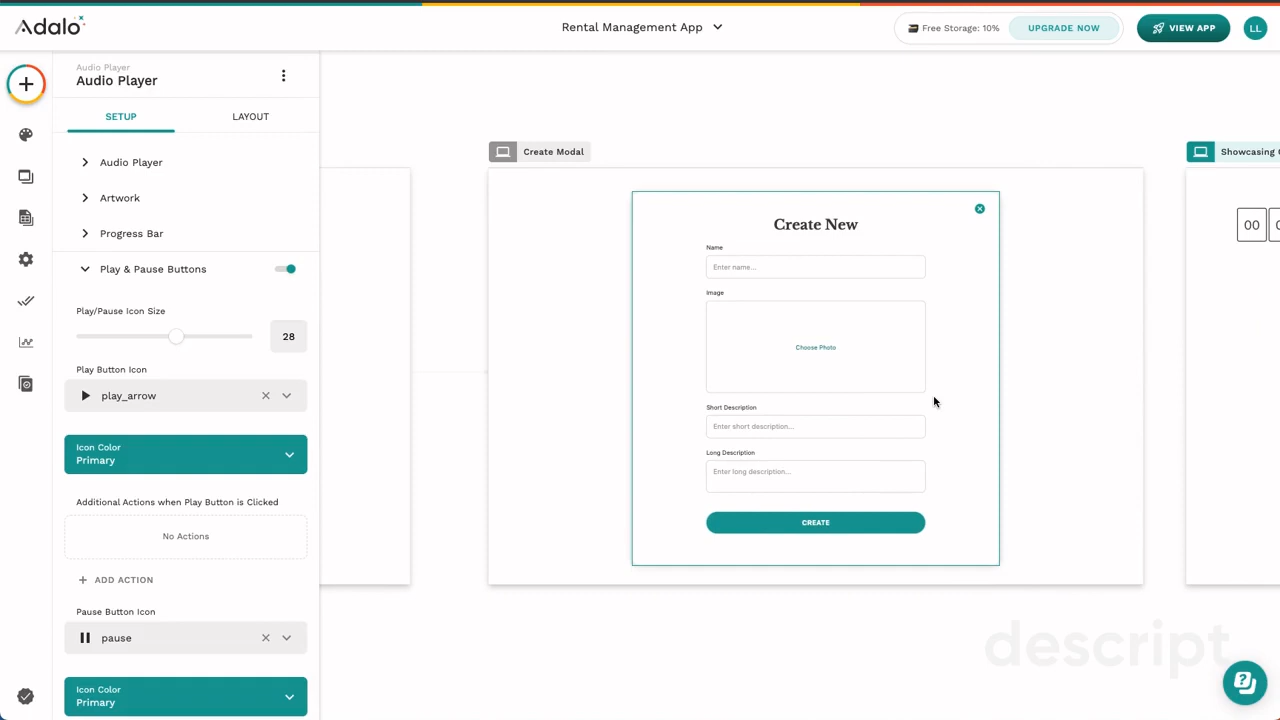 Adalo
Rental Management App
Free Storage: 10%
UPGRADE NOW
VIEW APP
LL
Audio Player
Audio Player
SETUP
LAYOUT
Audio Player
Artwork
Progress Bar
Play & Pause Buttons
Play/Pause Icon Size
28
Play Button Icon
play_arrow
Icon Color
Primary
Additional Actions when Play Button is Clicked
No Actions
+ ADD ACTION
Pause Button Icon
pause
Icon Color
Primary
Create Modal
Create New
Name
Enter name...
Image
Choose Photo
Short Description
Enter short description...
Long Description
Enter long description...
CREATE
Showcasing
00
descript